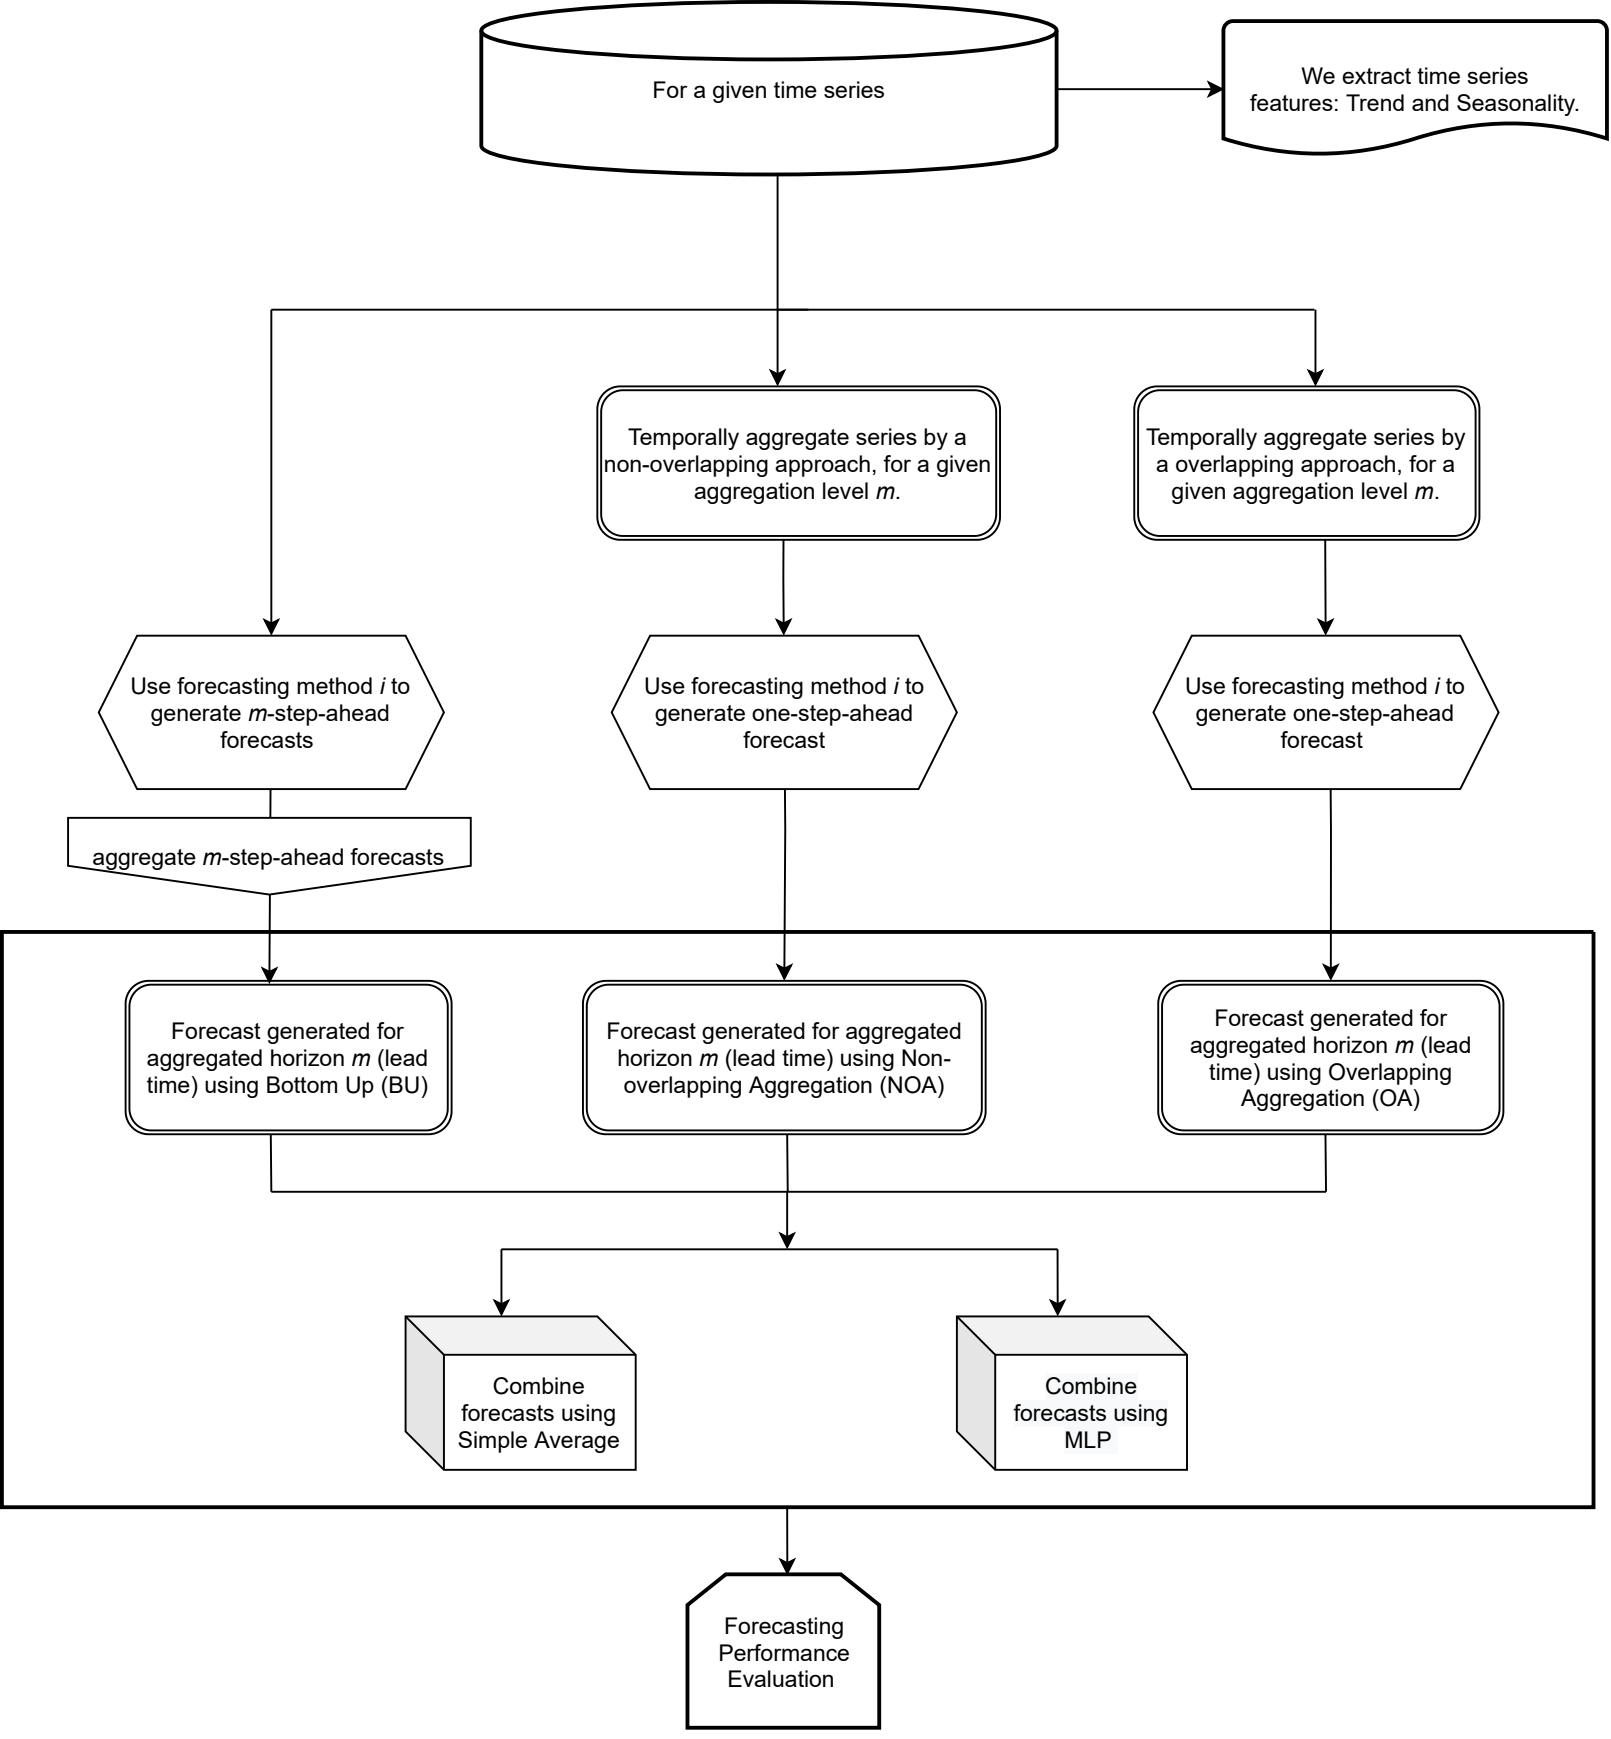 For a given time series
We extract time series
features: Trend and Seasonality.
Temporally aggregate series by a
non-overlapping approach, for a given
aggregation level m.
Temporally aggregate series by
a overlapping approach, for a
given aggregation level m.
Use forecasting method i to
generate m-step-ahead
forecasts
Use forecasting method i to
generate one-step-ahead
forecast
Use forecasting method i to
generate one-step-ahead
forecast
aggregate m-step-ahead forecasts
Forecast generated for
aggregated horizon m (lead
time) using Bottom Up (BU)
Forecast generated for aggregated
horizon m (lead time) using Non-
overlapping Aggregation (NOA)
Forecast generated for
aggregated horizon m (lead
time) using Overlapping
Aggregation (OA)
Combine
forecasts using
Simple Average
Combine
forecasts using
MLP
Forecasting
Performance
Evaluation